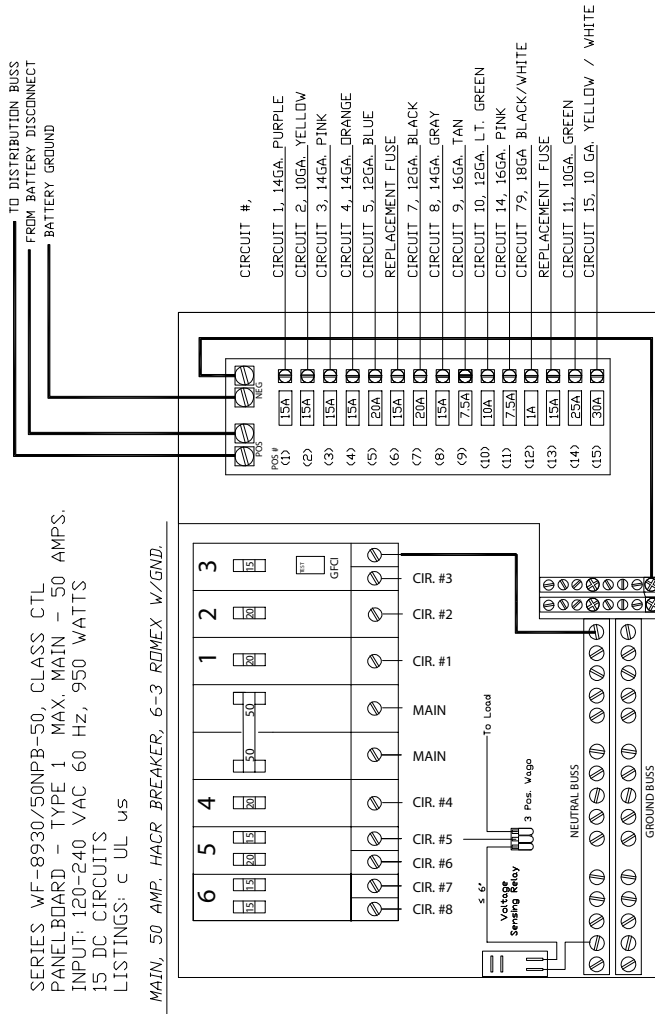 SERIES WF-8930/50NPB-50, CLASS CTL
PANELBOARD - TYPE 1 MAX. MAIN - 50 AMPS.
INPUT: 120-240 VAC 60 Hz, 950 WATTS
15 DC CIRCUITS
LISTINGS: c UL us
MAIN, 50 AMP. HACR BREAKER, 6-3 ROMEX W/GND.
TO DISTRIBUTION BUSS
FROM BATTERY DISCONNECT
BATTERY GROUND
CIRCUIT #,
CIRCUIT 1, 14GA. PURPLE
CIRCUIT 2, 10GA. YELLOW
CIRCUIT 3, 14GA. PINK
CIRCUIT 4, 14GA. ORANGE
CIRCUIT 5, 12GA. BLUE
REPLACEMENT FUSE
CIRCUIT 7, 12GA. BLACK
CIRCUIT 8, 14GA. GRAY
CIRCUIT 9, 16GA. TAN
CIRCUIT 10, 12GA. LT. GREEN
CIRCUIT 14, 16GA. PINK
CIRCUIT 79, 18GA BLACK/WHITE
REPLACEMENT FUSE
CIRCUIT 11, 10GA. GREEN
CIRCUIT 15, 10 GA. YELLOW / WHITE
POS NEG
POS #
(1) 15A
(2) 15A
(3) 15A
(4) 15A
(5) 20A
(6) 15A
(7) 20A
(8) 15A
(9) 7.5A
(10) 10A
(11) 7.5A
(12) 1A
(13) 15A
(14) 25A
(15) 30A
6 5 4 1 2 3
15 15 20 15 20 50 50 20 20 15
TEST
GFCI
CIR. #8
CIR. #7
CIR. #6
CIR. #5
CIR. #4
MAIN
MAIN
CIR. #1
CIR. #2
CIR. #3
≤ 6"
Voltage
Sensing Relay
3 Pos. Wago
To Load
NEUTRAL BUSS
GROUND BUSS